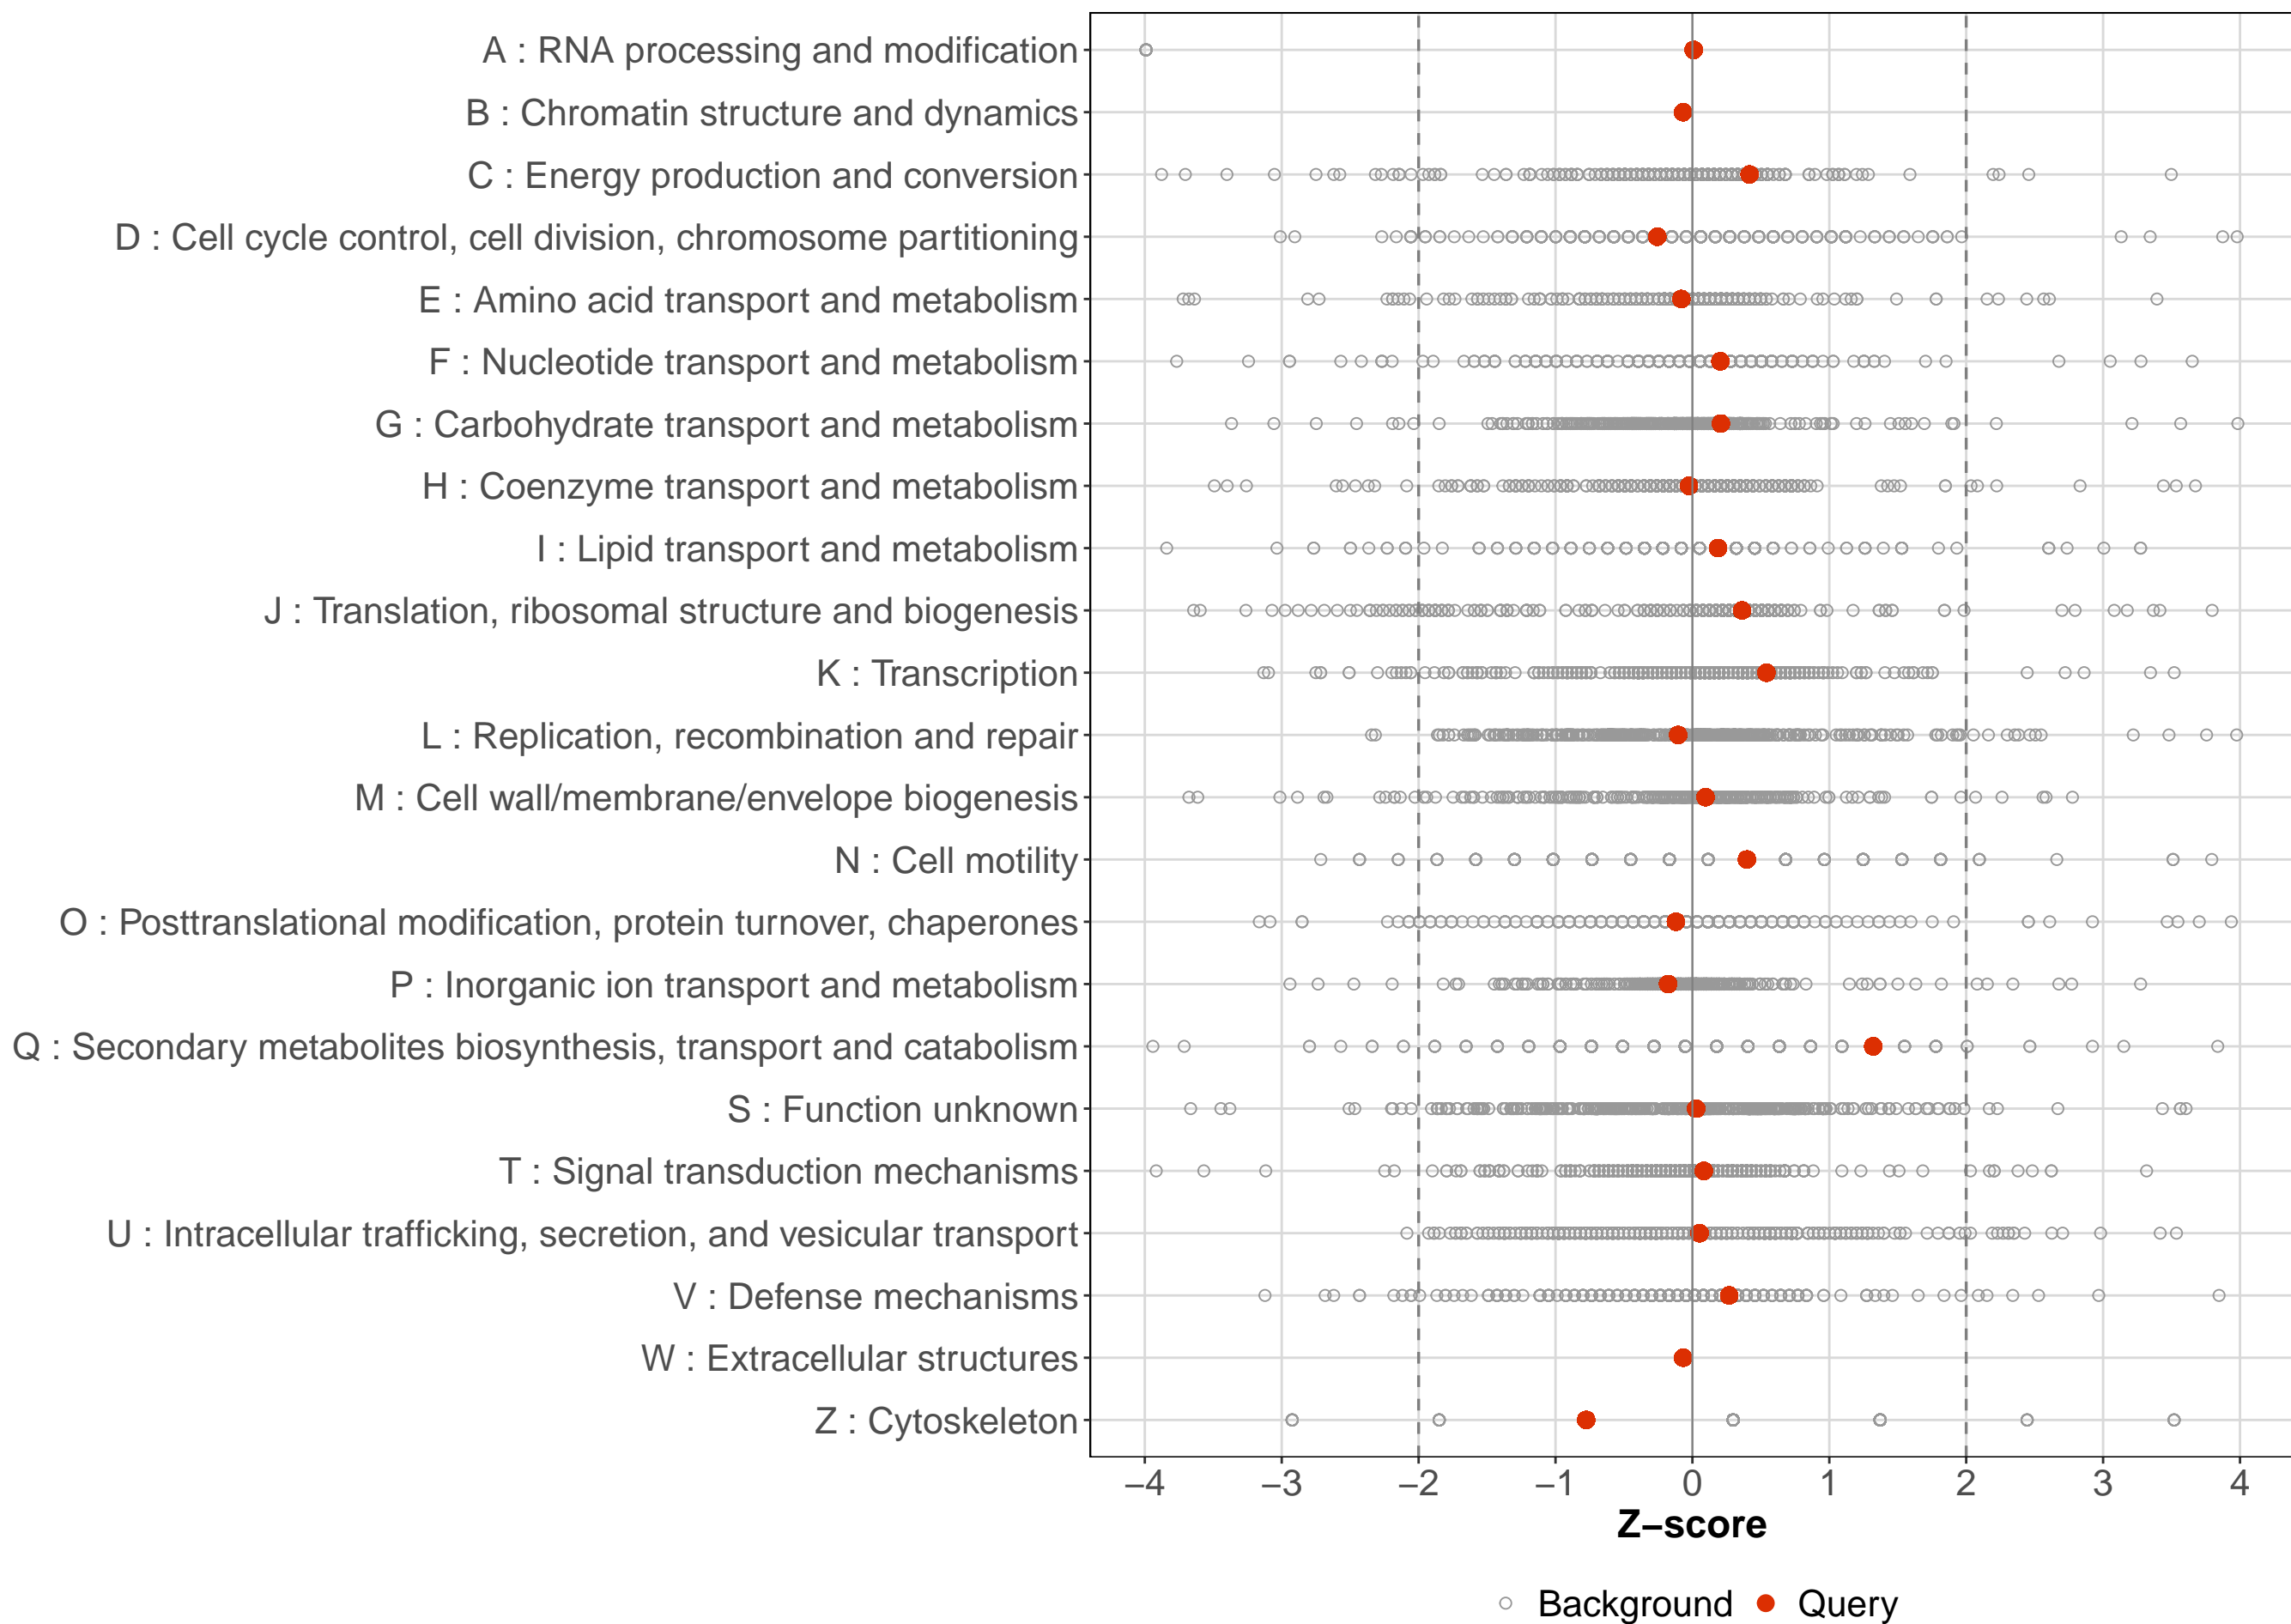 A : RNA processing and modification
B : Chromatin structure and dynamics
C : Energy production and conversion
D : Cell cycle control, cell division, chromosome partitioning
E : Amino acid transport and metabolism
F : Nucleotide transport and metabolism
G : Carbohydrate transport and metabolism
H : Coenzyme transport and metabolism
I : Lipid transport and metabolism
J : Translation, ribosomal structure and biogenesis
K : Transcription
L : Replication, recombination and repair
M : Cell wall/membrane/envelope biogenesis
N : Cell motility
O : Posttranslational modification, protein turnover, chaperones
P : Inorganic ion transport and metabolism
Q : Secondary metabolites biosynthesis, transport and catabolism
S : Function unknown
T : Signal transduction mechanisms
U : Intracellular trafficking, secretion, and vesicular transport
V : Defense mechanisms
W : Extracellular structures
Z : Cytoskeleton
−4 −3 −2 −1 0 1 2 3 4
Z−score
Background Query